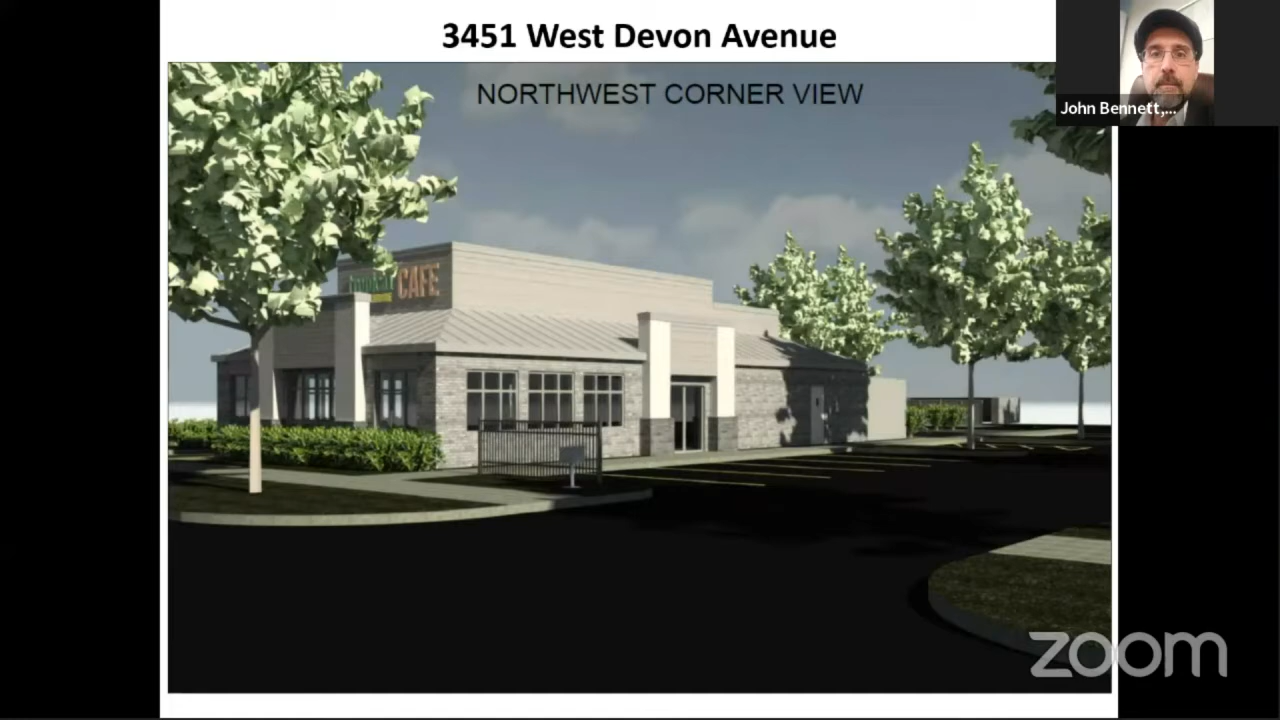 3451 West Devon Avenue
NORTHWEST CORNER VIEW
John Bennett,...
CAFE
zoom